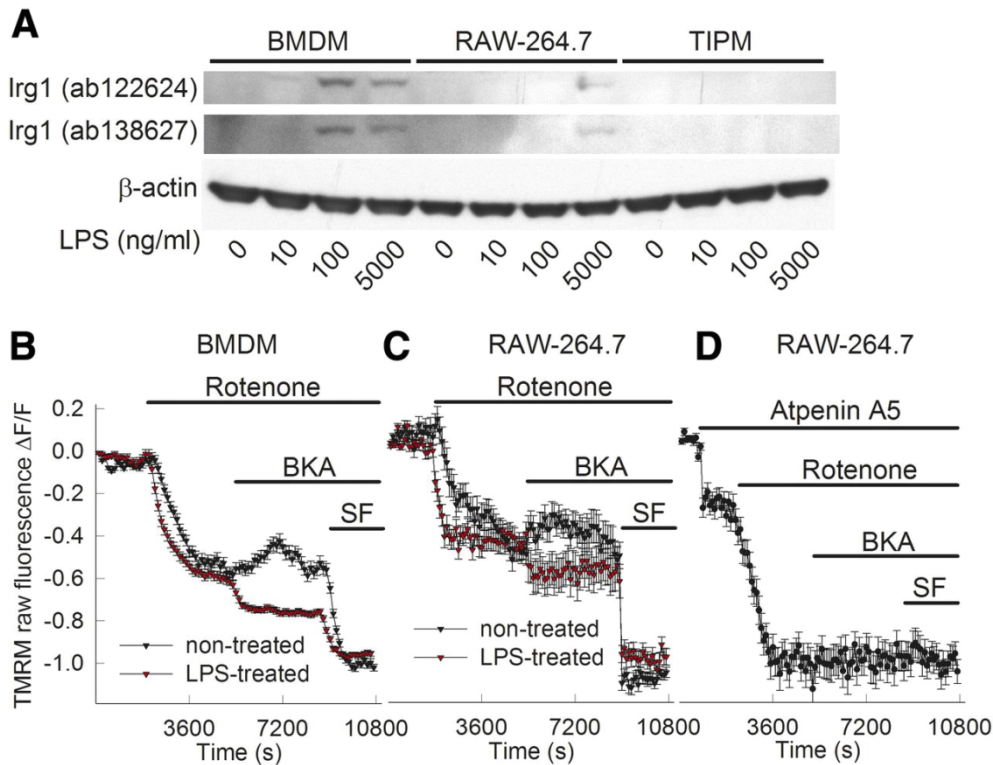 A
BMDM RAW-264.7 TIPM
Irg1 (ab122624)
Irg1 (ab138627)
β-actin
LPS (ng/ml) 0 10 100 5000 0 10 100 5000 0 10 100 5000
B BMDM
Rotenone
BKA
SF
TMRM raw fluorescence ΔF/F
0.2
0.0
-0.2
-0.4
-0.6
-0.8
-1.0
non-treated
LPS-treated
3600 7200 10800
Time (s)
C RAW-264.7
Rotenone
BKA
SF
non-treated
LPS-treated
3600 7200 10800
Time (s)
D RAW-264.7
Atpenin A5
Rotenone
BKA
SF
3600 7200 10800
Time (s)